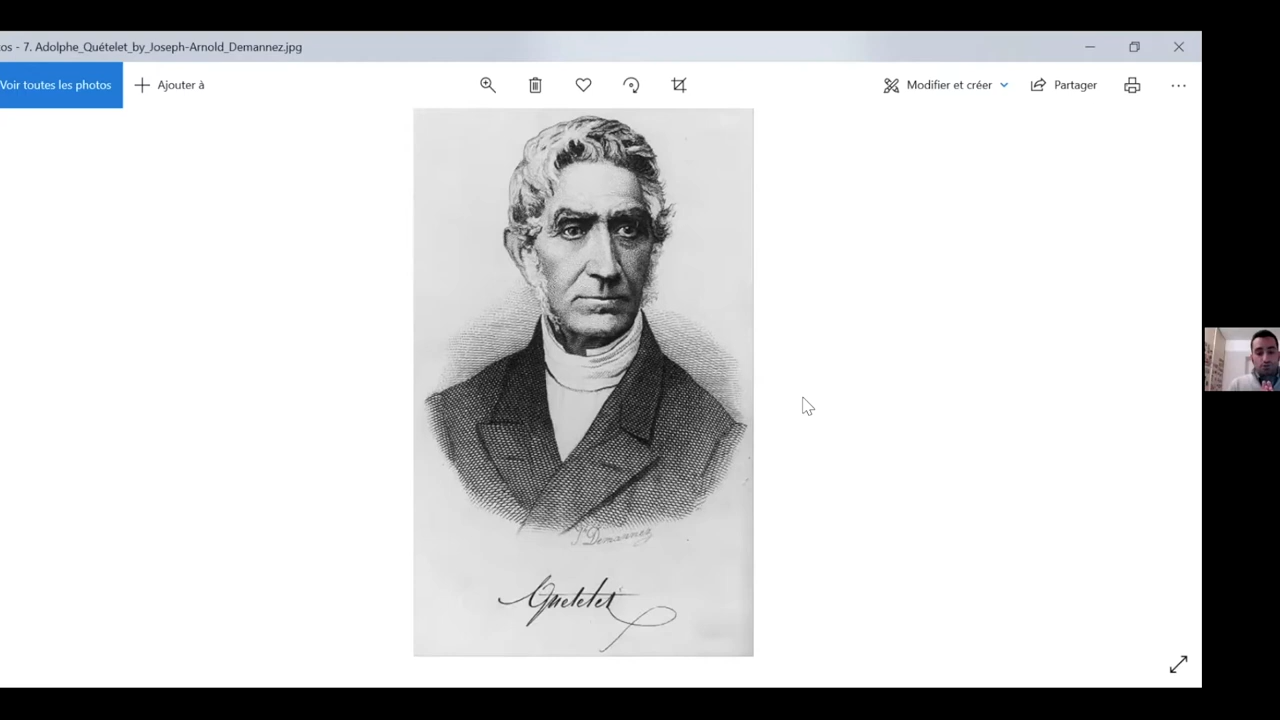 os - 7. Adolphe_Quételet_by_Joseph-Arnold_Demannez.jpg
Voir toutes les photos
Ajouter à
Modifier et créer
Partager
Demannez
Quetelet